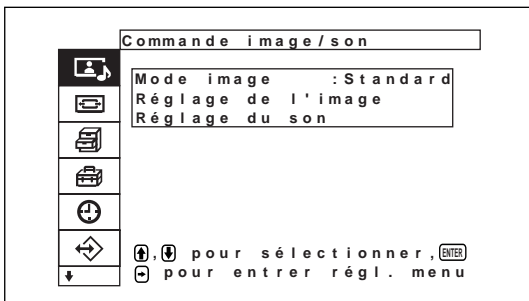 Commande image/son
Mode image :Standard
Réglage de l'image
Réglage du son
, pour sélectionner, ENTER
pour entrer régl. menu